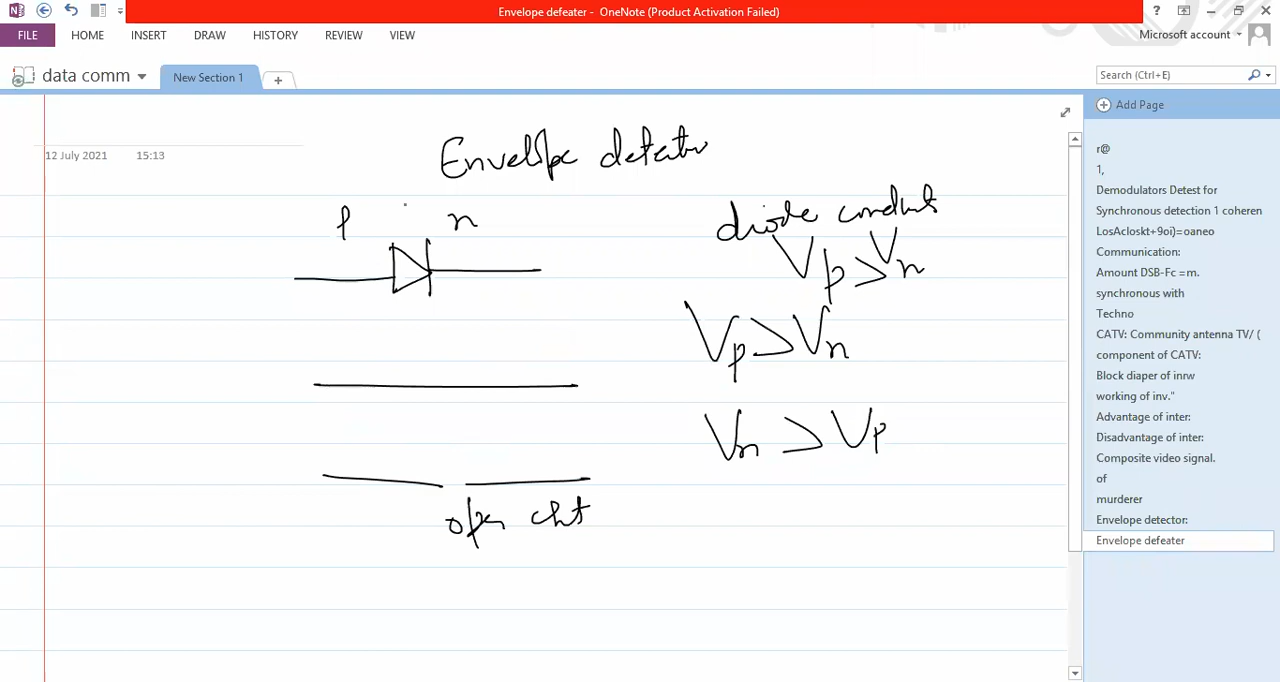 Envelope defeater - OneNote (Product Activation Failed)
FILE HOME INSERT DRAW HISTORY REVIEW VIEW
Microsoft account
data comm
New Section 1
Search (Ctrl+E)
Add Page
12 July 2021 15:13
Envelope detector
p n
diode conducts
Vp > Vn
Vp > Vn
Vn > Vp
open ckt
r@
1,
Demodulators Detest for
Synchronous detection 1 coheren
LosAcloskt+9oi)=oaneo
Communication:
Amount DSB-Fc =m.
synchronous with
Techno
CATV: Community antenna TV/ (
component of CATV:
Block diaper of inrw
working of inv."
Advantage of inter:
Disadvantage of inter:
Composite video signal.
of
murderer
Envelope detector:
Envelope defeater